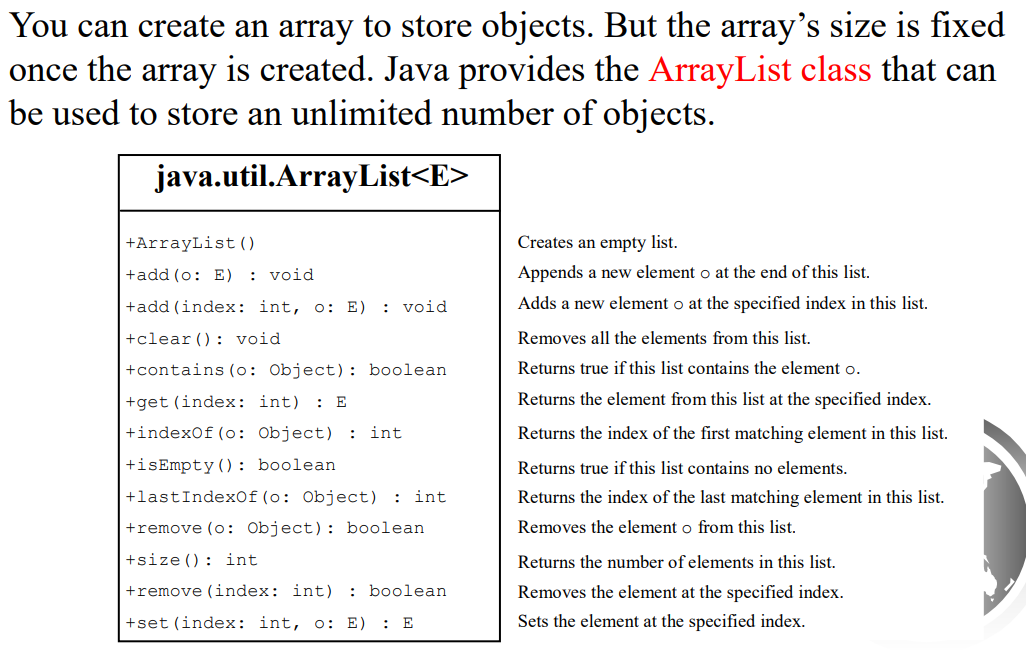 You can create an array to store objects. But the array’s size is fixed
once the array is created. Java provides the ArrayList class that can
be used to store an unlimited number of objects.
java.util.ArrayList<E>
+ArrayList() Creates an empty list.
+add(o: E) : void Appends a new element o at the end of this list.
+add(index: int, o: E) : void Adds a new element o at the specified index in this list.
+clear(): void Removes all the elements from this list.
+contains(o: Object): boolean Returns true if this list contains the element o.
+get(index: int) : E Returns the element from this list at the specified index.
+indexOf(o: Object) : int Returns the index of the first matching element in this list.
+isEmpty(): boolean Returns true if this list contains no elements.
+lastIndexOf(o: Object) : int Returns the index of the last matching element in this list.
+remove(o: Object): boolean Removes the element o from this list.
+size(): int Returns the number of elements in this list.
+remove(index: int) : boolean Removes the element at the specified index.
+set(index: int, o: E) : E Sets the element at the specified index.